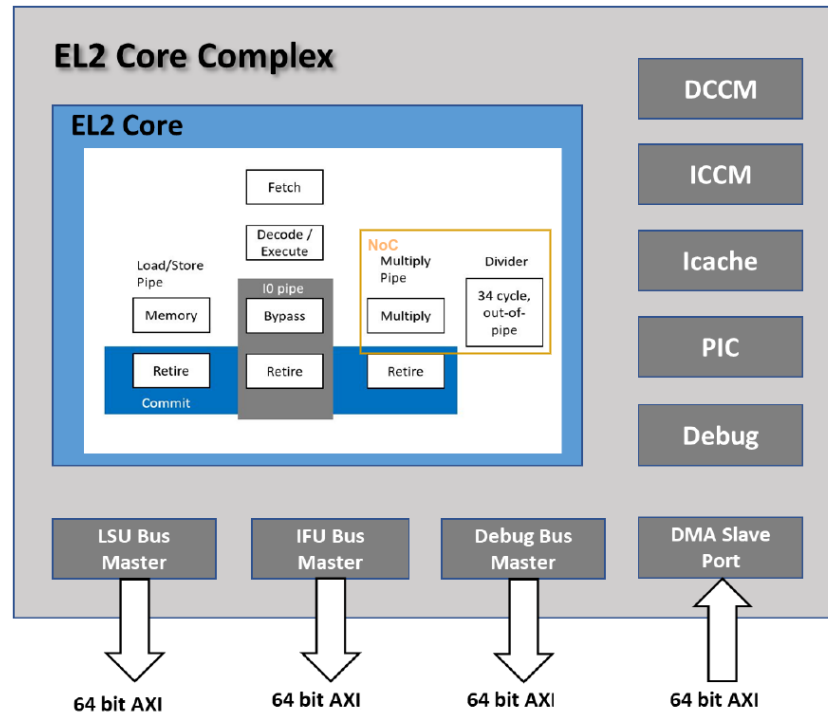 EL2 Core Complex
EL2 Core
Fetch
Decode /
Execute
Load/Store
Pipe
Memory
Retire
Commit
I0 pipe
Bypass
Retire
NoC
Multiply
Pipe
Multiply
Retire
Divider
34 cycle,
out-of-
pipe
DCCM
ICCM
Icache
PIC
Debug
LSU Bus
Master
IFU Bus
Master
Debug Bus
Master
DMA Slave
Port
64 bit AXI
64 bit AXI
64 bit AXI
64 bit AXI